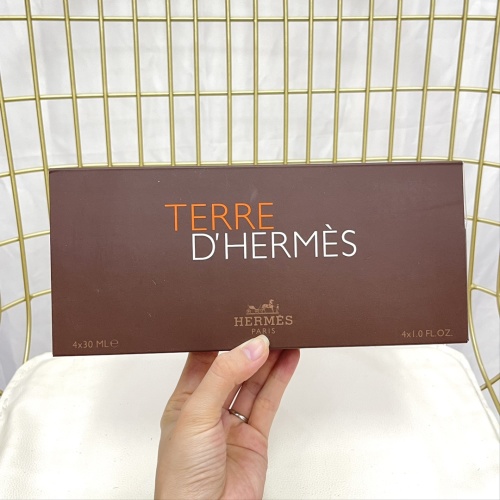 TERRE
D'HERMÈS
HERMÈS
PARIS
4x30 ML℮
4x1.0 FL.OZ.